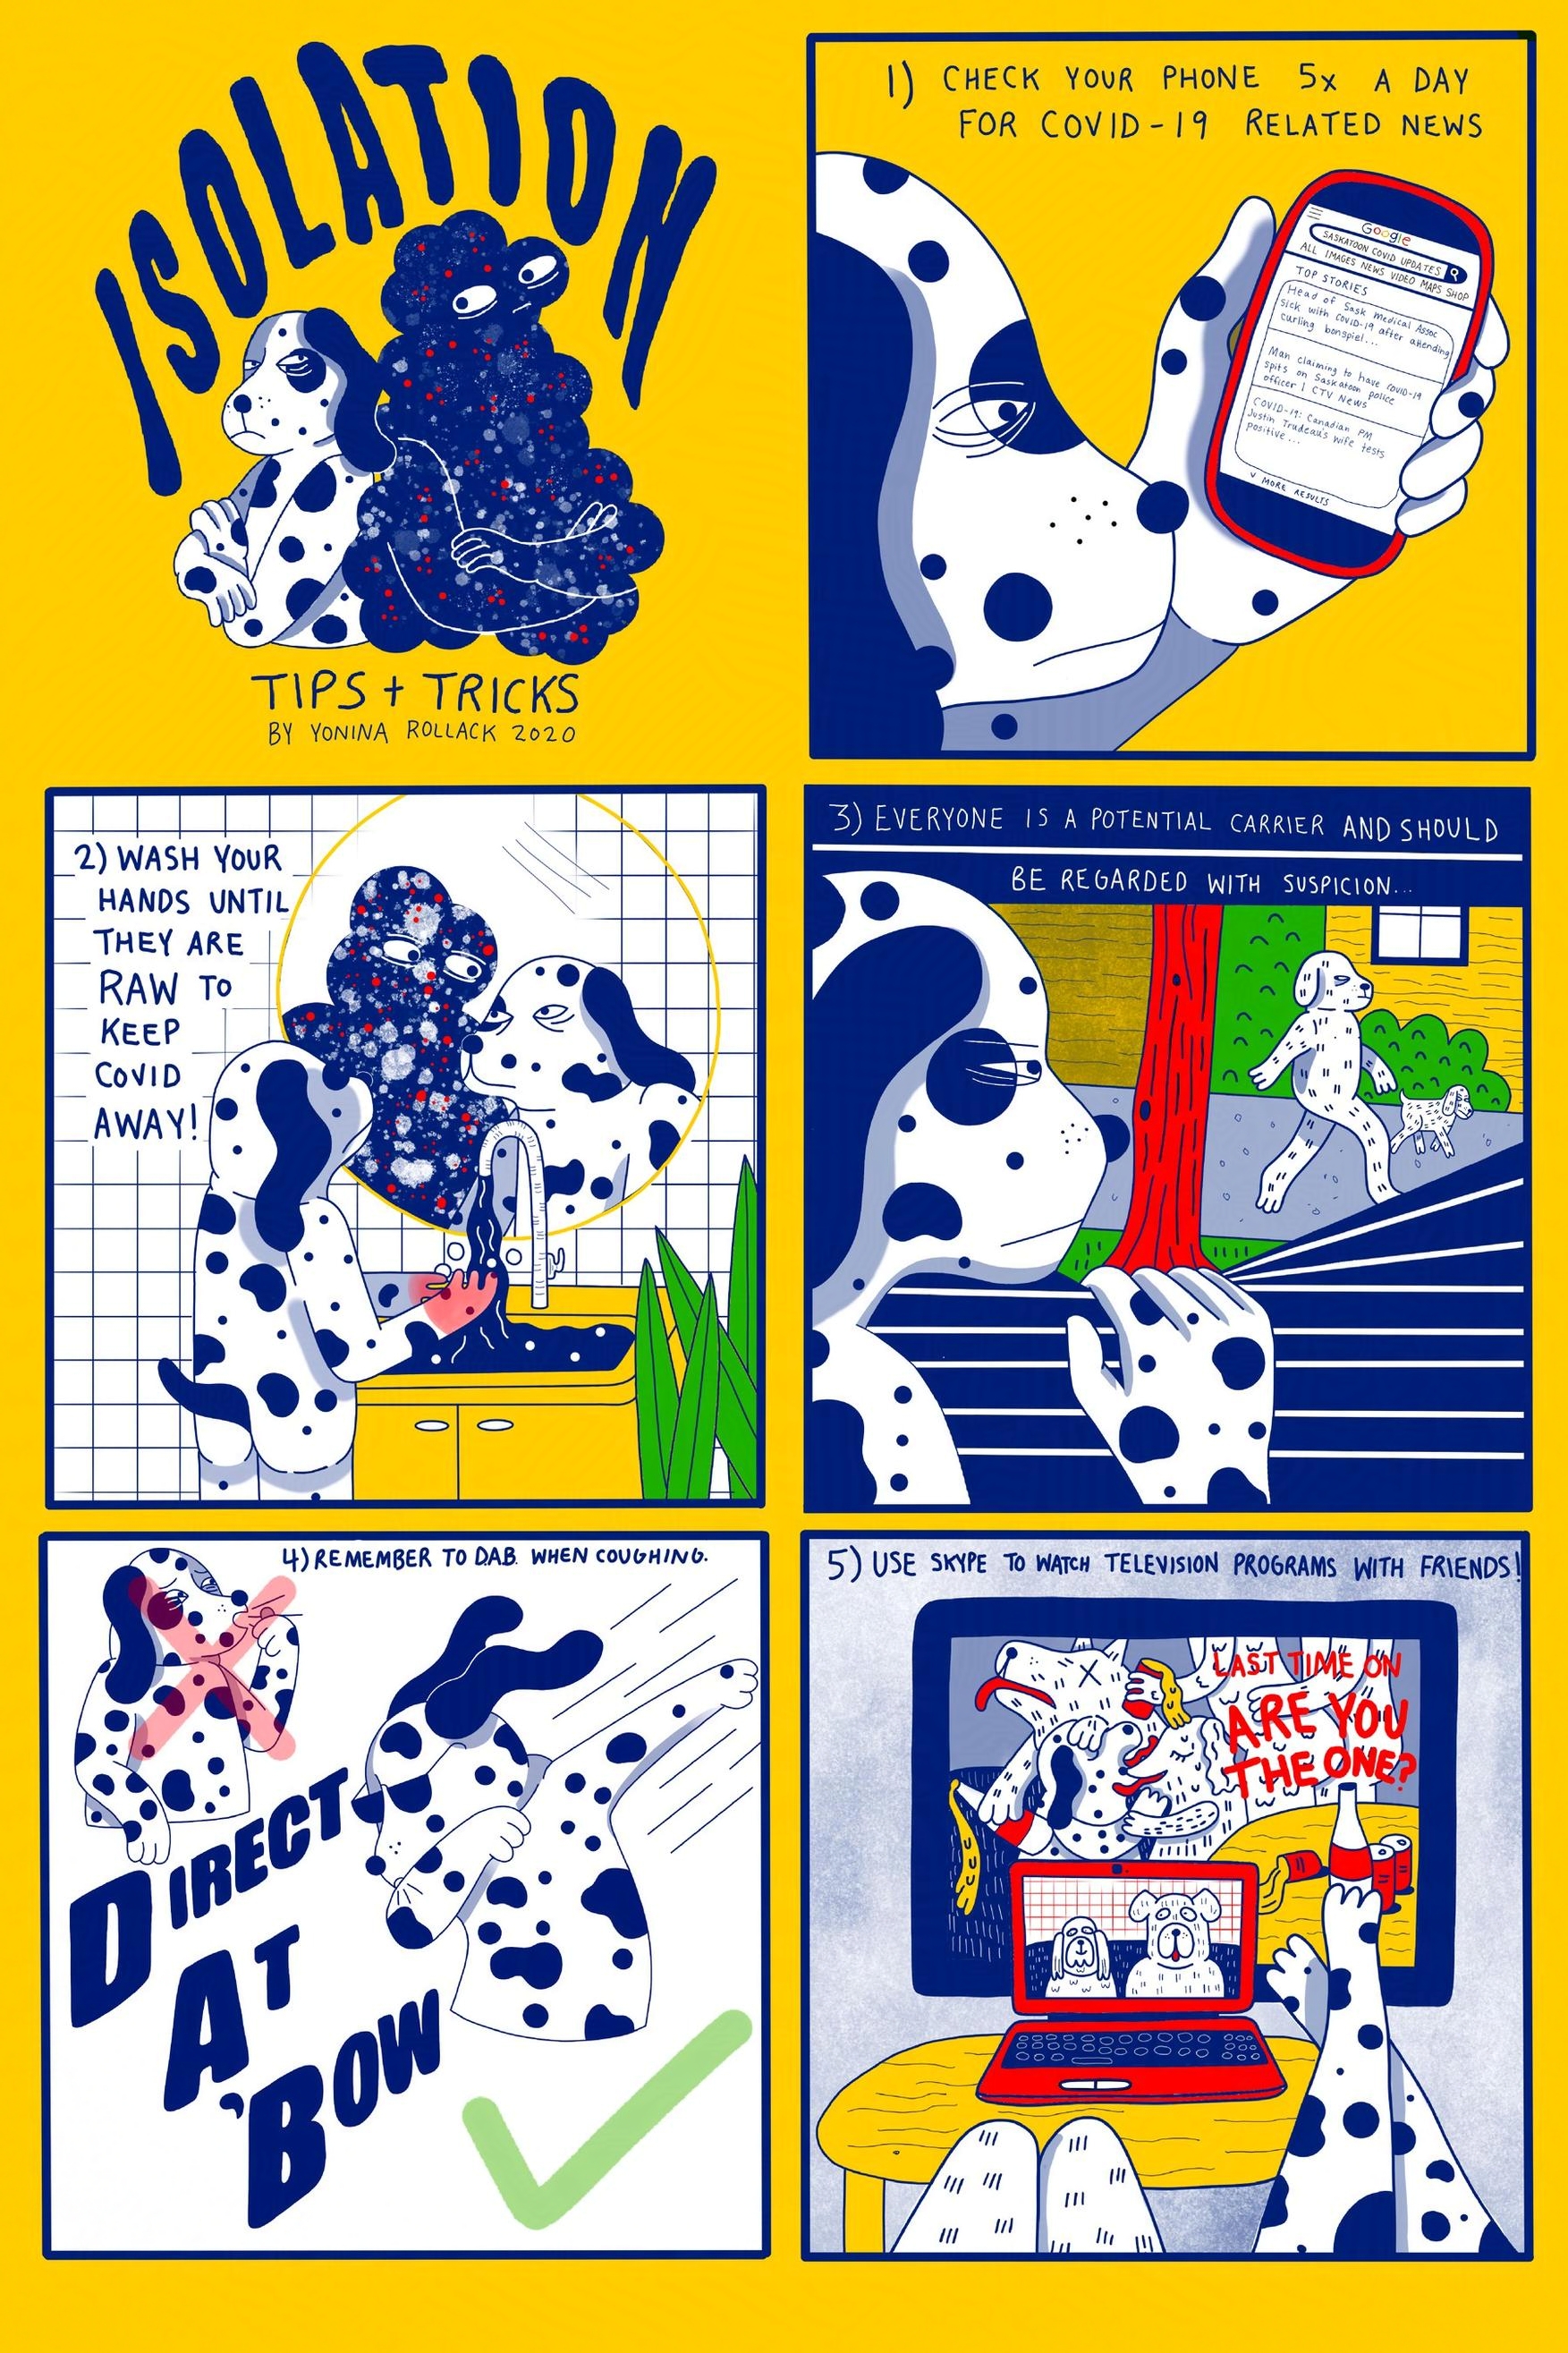 ISOLATION
TIPS + TRICKS
BY YONINA ROLLACK 2020
1) CHECK YOUR PHONE 5x A DAY
FOR COVID-19 RELATED NEWS
Google
SASKATOON COVID UPDATES
ALL IMAGES NEWS VIDEO MAPS SHOP
TOP STORIES
Head of Sask Medical Assoc
sick with COVID-19 after attending
curling bonspiel...
Man claiming to have COVID-19
spits on Saskatoon police
officer | CTV News
COVID-19: Canadian PM
Justin Trudeau's wife tests
positive...
v MORE RESULTS
2) WASH YOUR
HANDS UNTIL
THEY ARE
RAW TO
KEEP
COVID
AWAY!
3) EVERYONE IS A POTENTIAL CARRIER AND SHOULD
BE REGARDED WITH SUSPICION...
4) REMEMBER TO D.A.B. WHEN COUGHING.
DIRECT
AT
'BOW
5) USE SKYPE TO WATCH TELEVISION PROGRAMS WITH FRIENDS!
LAST TIME ON
ARE YOU
THE ONE?